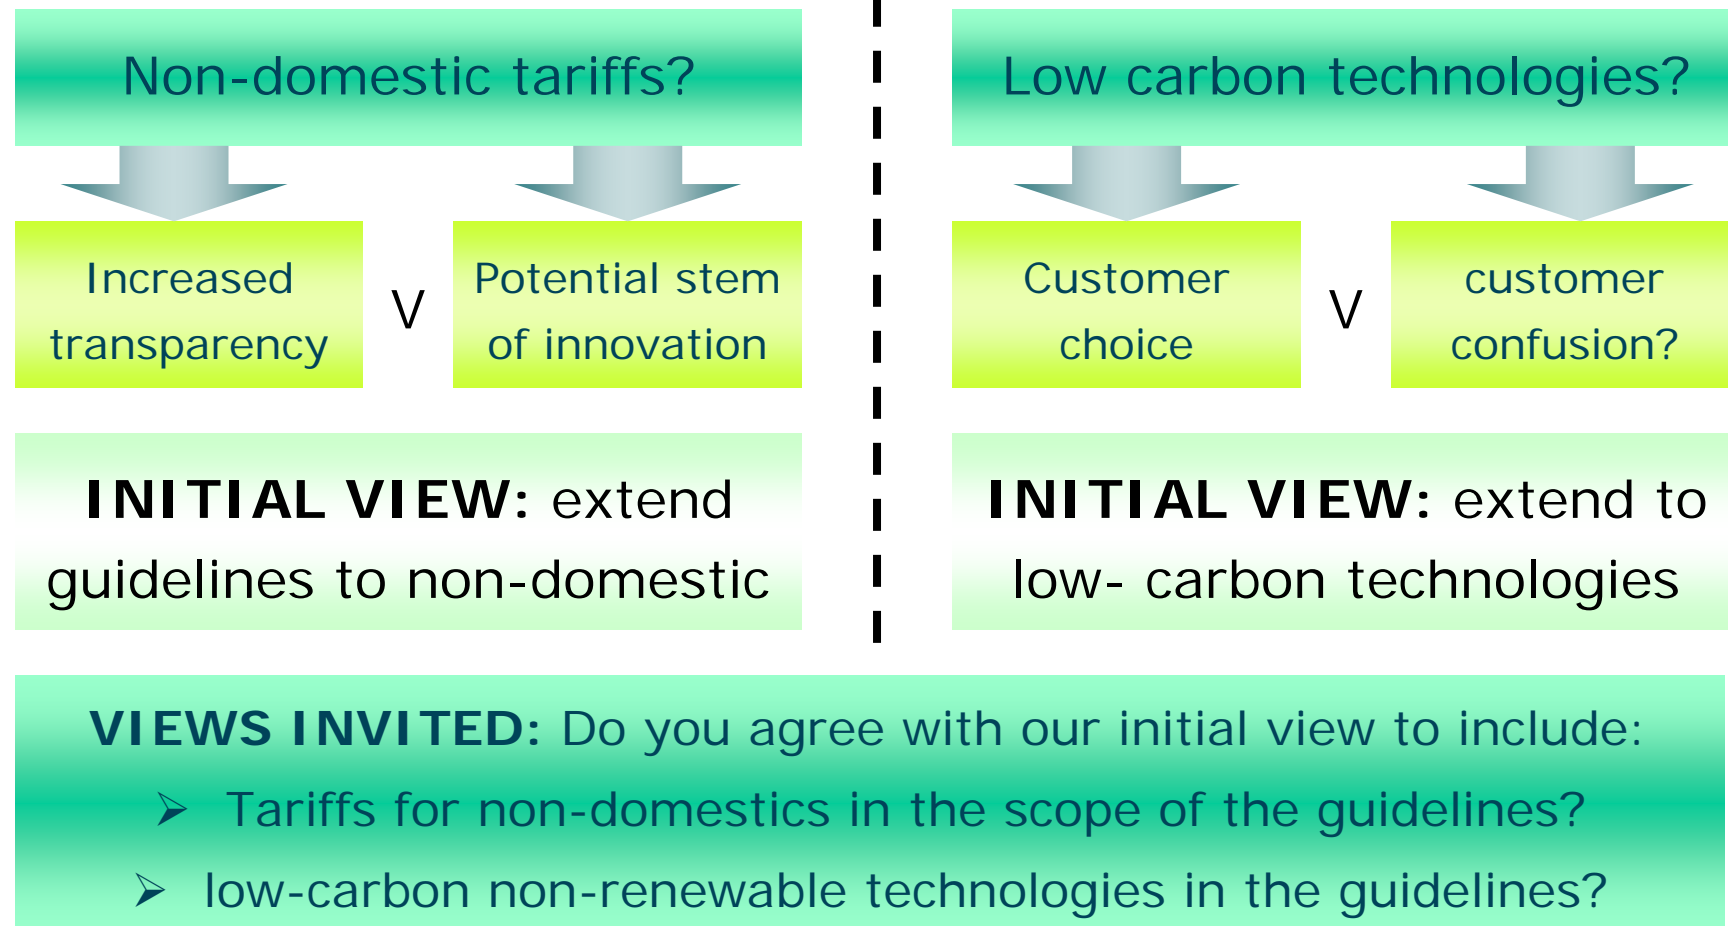 Non-domestic tariffs?
Increased
transparency
V
Potential stem
of innovation
INITIAL VIEW: extend
guidelines to non-domestic
Low carbon technologies?
Customer
choice
V
customer
confusion?
INITIAL VIEW: extend to
low- carbon technologies
VIEWS INVITED: Do you agree with our initial view to include:
➢ Tariffs for non-domestics in the scope of the guidelines?
➢ low-carbon non-renewable technologies in the guidelines?